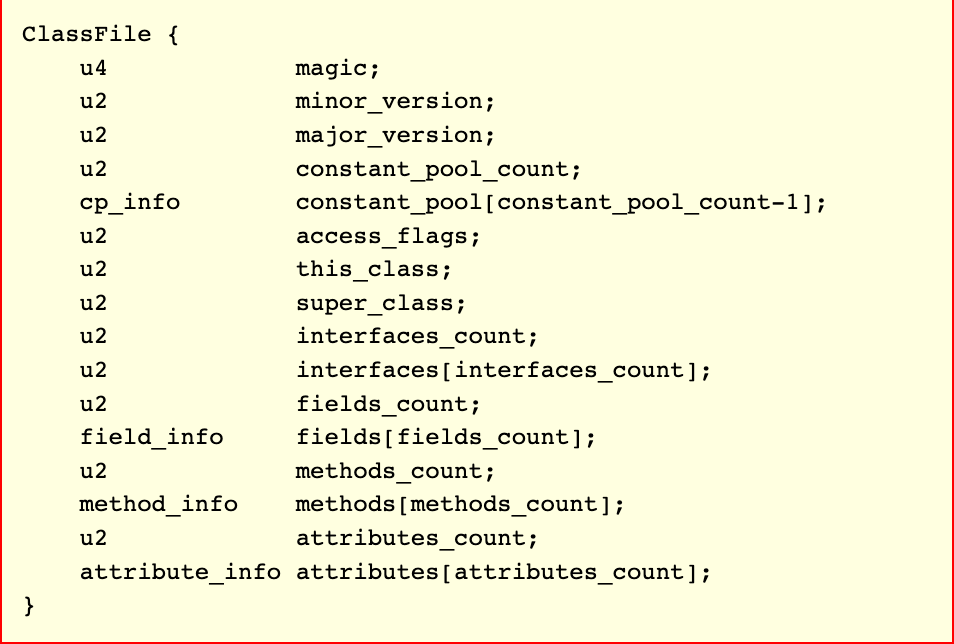 ClassFile {
    u4             magic;
    u2             minor_version;
    u2             major_version;
    u2             constant_pool_count;
    cp_info        constant_pool[constant_pool_count-1];
    u2             access_flags;
    u2             this_class;
    u2             super_class;
    u2             interfaces_count;
    u2             interfaces[interfaces_count];
    u2             fields_count;
    field_info     fields[fields_count];
    u2             methods_count;
    method_info    methods[methods_count];
    u2             attributes_count;
    attribute_info attributes[attributes_count];
}